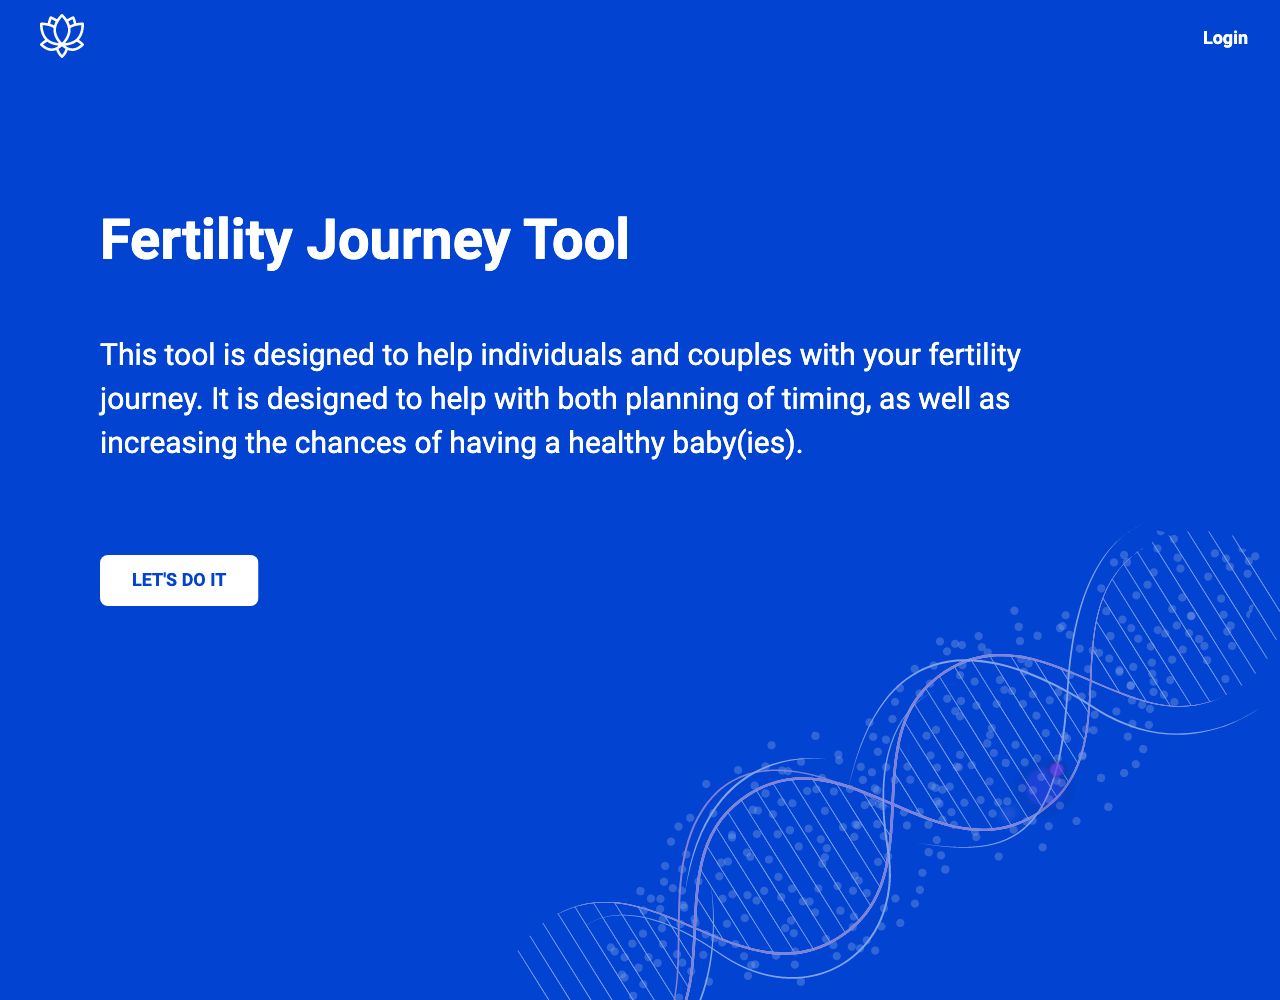 Login
Fertility Journey Tool
This tool is designed to help individuals and couples with your fertility
journey. It is designed to help with both planning of timing, as well as
increasing the chances of having a healthy baby(ies).
LET'S DO IT